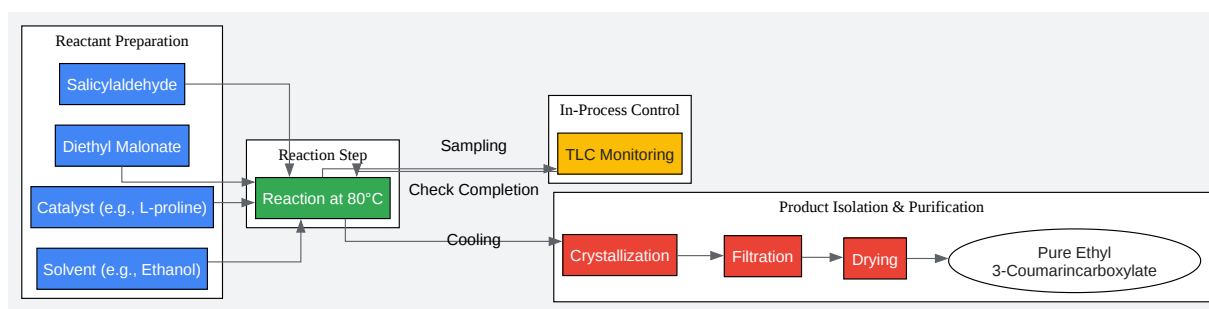 Reactant Preparation
Salicylaldehyde
Diethyl Malonate
Catalyst (e.g., L-proline)
Solvent (e.g., Ethanol)
Reaction Step
Reaction at 80°C
Sampling
Check Completion
Cooling
In-Process Control
TLC Monitoring
Product Isolation & Purification
Crystallization
Filtration
Drying
Pure Ethyl
3-Coumarincarboxylate